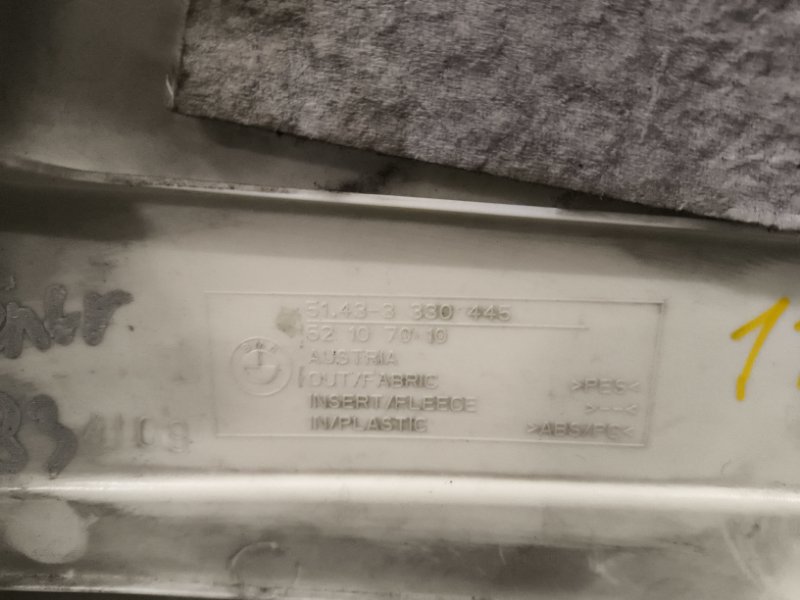 51.43-3 330 445
52 10 70 10
BMW
AUSTRIA
OUT/FABRIC >PES<
INSERT/FLEECE >--<
IN/PLASTIC >ABS/PC<